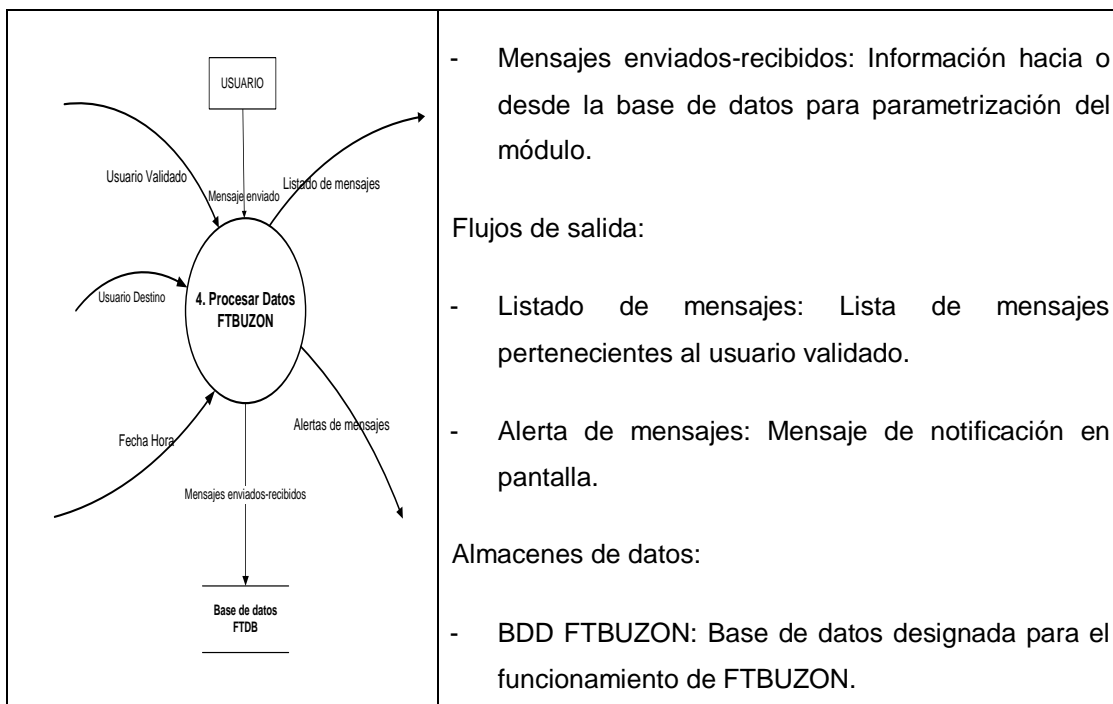 USUARIO
Usuario Validado
Mensaje enviado
Listado de mensajes
Usuario Destino
4. Procesar Datos
FTBUZON
Fecha Hora
Alertas de mensajes
Mensajes enviados-recibidos
Base de datos
FTDB
- Mensajes enviados-recibidos: Información hacia o
desde la base de datos para parametrización del
módulo.
Flujos de salida:
- Listado de mensajes: Lista de mensajes
pertenecientes al usuario validado.
- Alerta de mensajes: Mensaje de notificación en
pantalla.
Almacenes de datos:
- BDD FTBUZON: Base de datos designada para el
funcionamiento de FTBUZON.